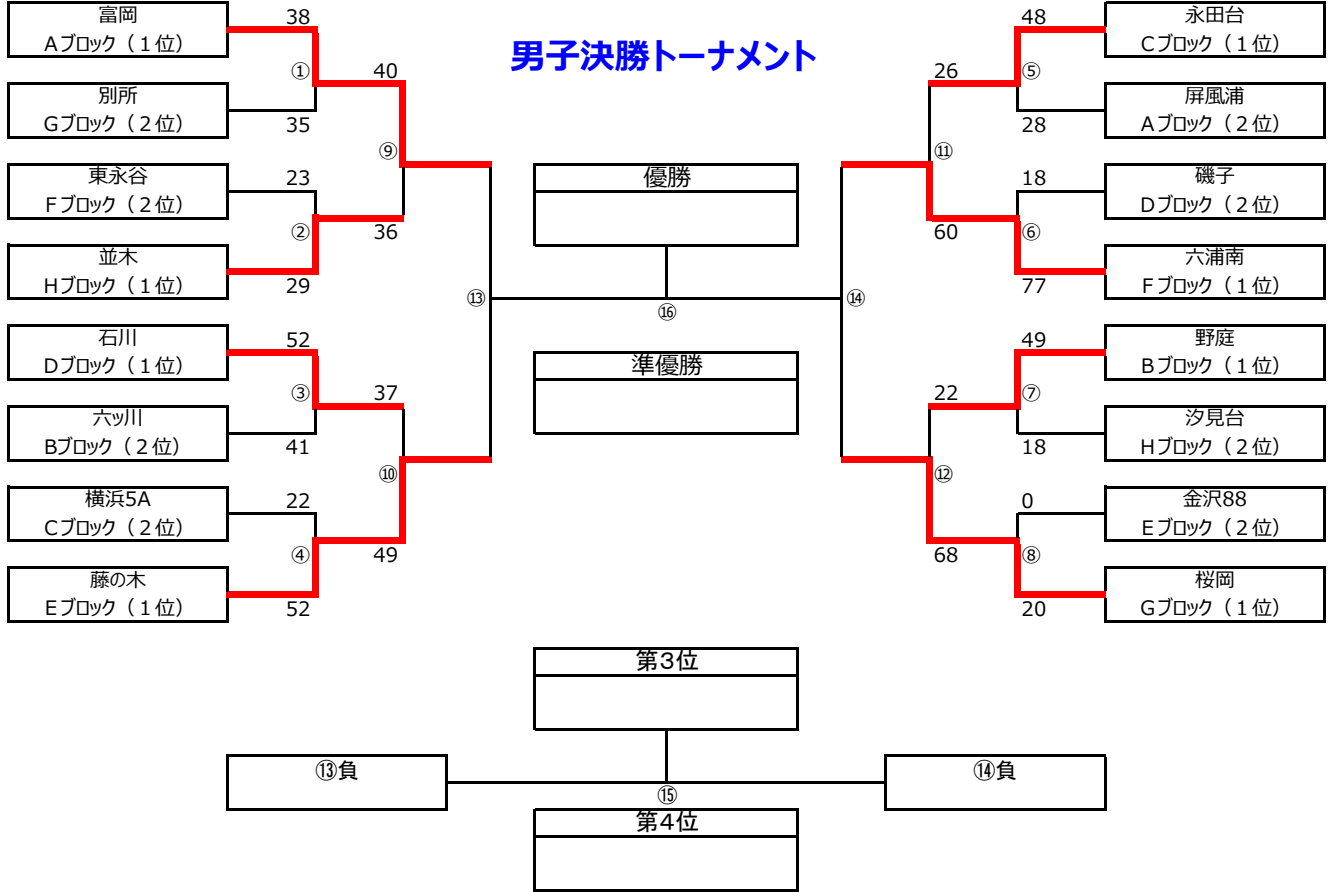 男子決勝トーナメント
富岡
Aブロック（１位）
38
①
別所
Gブロック（２位）
35
40
⑨
東永谷
Fブロック（２位）
23
②
並木
Hブロック（１位）
29
36
⑬
石川
Dブロック（１位）
52
③
六ッ川
Bブロック（２位）
41
37
⑩
横浜5A
Cブロック（２位）
22
④
藤の木
Eブロック（１位）
52
49
優勝
⑯
準優勝
48
永田台
Cブロック（１位）
⑤
28
屏風浦
Aブロック（２位）
26
⑪
18
磯子
Dブロック（２位）
⑥
77
六浦南
Fブロック（１位）
60
⑭
49
野庭
Bブロック（１位）
⑦
18
汐見台
Hブロック（２位）
22
⑫
0
金沢88
Eブロック（２位）
⑧
20
桜岡
Gブロック（１位）
68
第３位
⑬負
⑭負
⑮
第４位